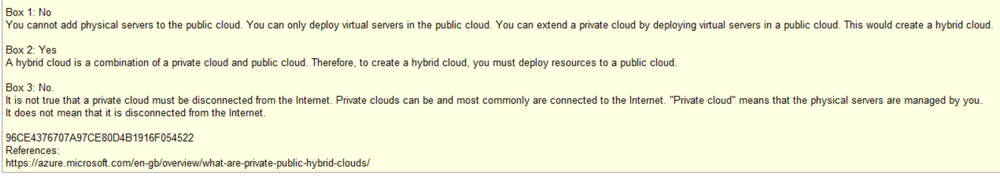 Box 1: No
You cannot add physical servers to the public cloud. You can only deploy virtual servers in the public cloud. You can extend a private cloud by deploying virtual servers in a public cloud. This would create a hybrid cloud.
Box 2: Yes
A hybrid cloud is a combination of a private cloud and public cloud. Therefore, to create a hybrid cloud, you must deploy resources to a public cloud.
Box 3: No.
It is not true that a private cloud must be disconnected from the Internet. Private clouds can be and most commonly are connected to the Internet. "Private cloud" means that the physical servers are managed by you.
It does not mean that it is disconnected from the Internet.
96CE4376707A97CE80D4B1916F054522
References:
https://azure.microsoft.com/en-gb/overview/what-are-private-public-hybrid-clouds/